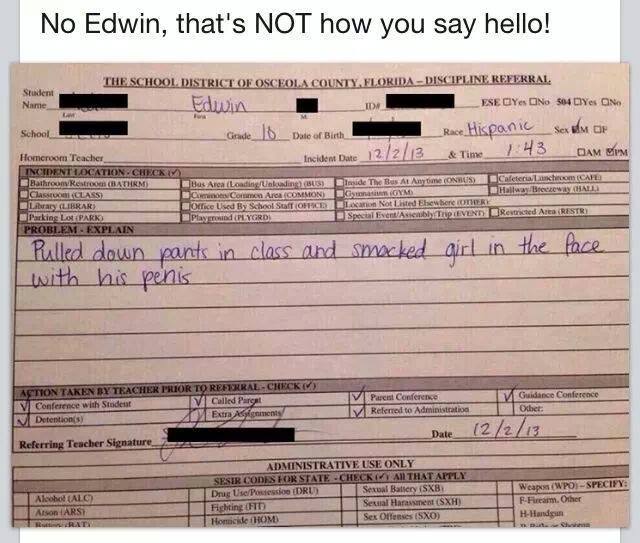 No Edwin, that's NOT how you say hello!
THE SCHOOL DISTRICT OF OSCEOLA COUNTY, FLORIDA – DISCIPLINE REFERRAL
Student
Name Edwin ID# ESE □Yes □No 504 □Yes □No
Last First M.
School Grade 10 Date of Birth Race Hispanic Sex ☑M □F
Homeroom Teacher Incident Date 12/2/13 & Time 1:43 □AM ☑PM
INCIDENT LOCATION - CHECK (✓)
□Bathroom/Restroom (BATHRM) □Bus Area (Loading/Unloading) (BUS) □Inside The Bus At Anytime (ONBUS) □Cafeteria/Lunchroom (CAFE)
□Classroom (CLASS) □Commons/Common Area (COMMON) □Gymnasium (GYM) □Hallway/Breezeway (HALL)
□Library (LIBRAR) □Office Used By School Staff (OFFICE) □Location Not Listed Elsewhere (OTHER)
□Parking Lot (PARK) □Playground (PLYGRD) □Special Event/Assembly/Trip (EVENT) □Restricted Area (RESTR)
PROBLEM - EXPLAIN
Pulled down pants in class and smacked girl in the face
with his penis
ACTION TAKEN BY TEACHER PRIOR TO REFERRAL - CHECK (✓)
✓ Conference with Student ✓ Called Parent ✓ Parent Conference ✓ Guidance Conference
✓ Detention(s) Extra Assignments ✓ Referred to Administration Other:
Referring Teacher Signature Date 12/2/13
ADMINISTRATIVE USE ONLY
SESIR CODES FOR STATE - CHECK (✓) All THAT APPLY
Alcohol (ALC) Drug Use/Possession (DRU) Sexual Battery (SXB) Weapon (WPO) – SPECIFY:
Arson (ARS) Fighting (FIT) Sexual Harassment (SXH) F-Firearm, Other
Homicide (HOM) Sex Offenses (SXO) H-Handgun